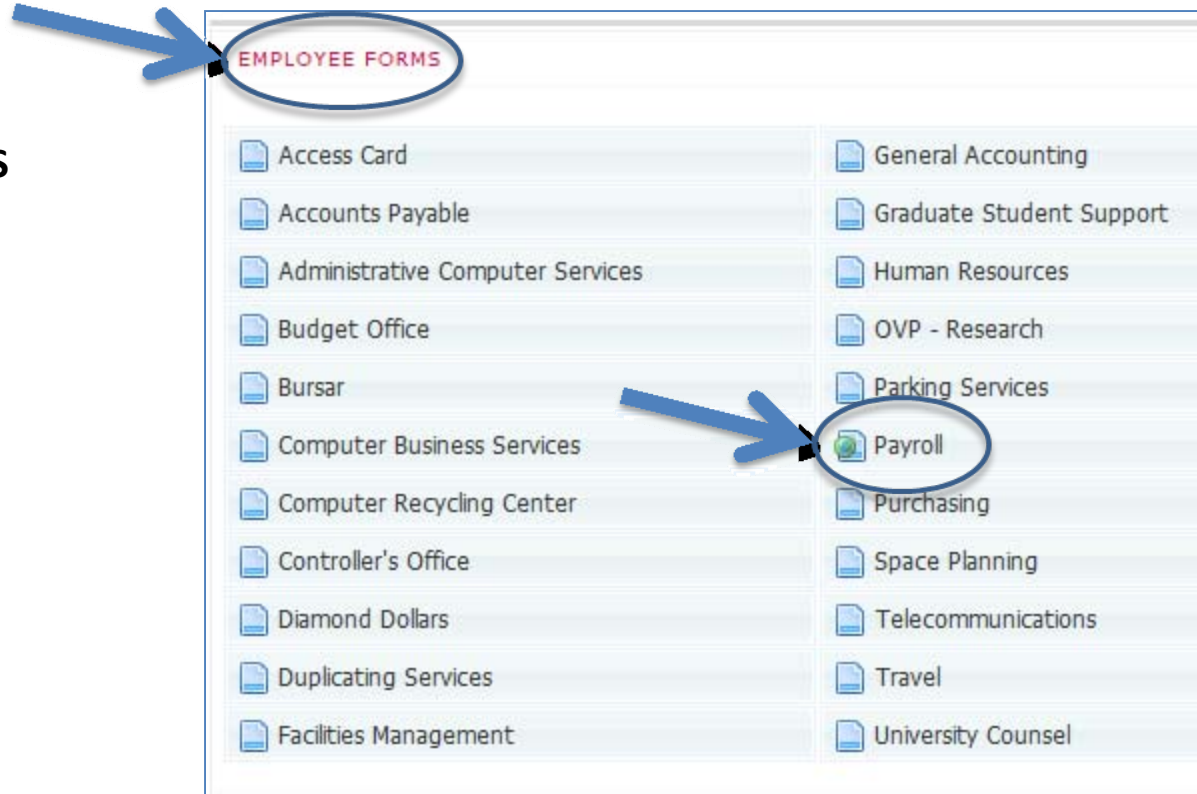 EMPLOYEE FORMS
s
Access Card
Accounts Payable
Administrative Computer Services
Budget Office
Bursar
Computer Business Services
Computer Recycling Center
Controller's Office
Diamond Dollars
Duplicating Services
Facilities Management
General Accounting
Graduate Student Support
Human Resources
OVP - Research
Parking Services
Payroll
Purchasing
Space Planning
Telecommunications
Travel
University Counsel